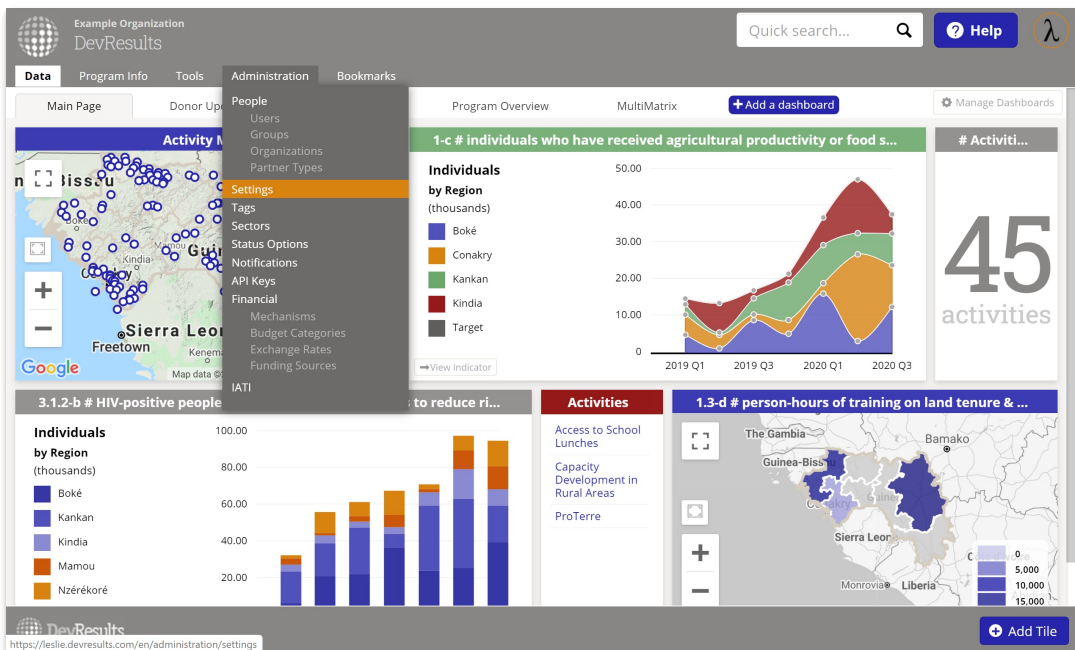 Example Organization
DevResults
Quick search...
? Help
λ
Data
Program Info
Tools
Administration
Bookmarks
Main Page
Donor Up
Program Overview
MultiMatrix
+ Add a dashboard
Manage Dashboards
People
Users
Groups
Organizations
Partner Types
Settings
Tags
Sectors
Status Options
Notifications
API Keys
Financial
Mechanisms
Budget Categories
Exchange Rates
Funding Sources
IATI
Activity M
Bissau
Boké
Kindia
Mamou
Gui
Sierra Leo
Freetown
Kenem
Google
Map data ©
1-c # individuals who have received agricultural productivity or food s...
Individuals
by Region
(thousands)
Boké
Conakry
Kankan
Kindia
Target
View Indicator
50.00
40.00
30.00
20.00
10.00
0
2019 Q1
2019 Q3
2020 Q1
2020 Q3
# Activiti...
45
activities
3.1.2-b # HIV-positive people
s to reduce ri...
Individuals
by Region
(thousands)
Boké
Kankan
Kindia
Mamou
Nzérékoré
100.00
80.00
60.00
40.00
20.00
Activities
Access to School
Lunches
Capacity
Development in
Rural Areas
ProTerre
1.3-d # person-hours of training on land tenure & ...
The Gambia
Bamako
Guinea-Biss
Guinea
Sierra Leor
Monrovia
Liberia
0
5,000
10,000
15,000
DevResults
https://leslie.devresults.com/en/administration/settings
+ Add Tile